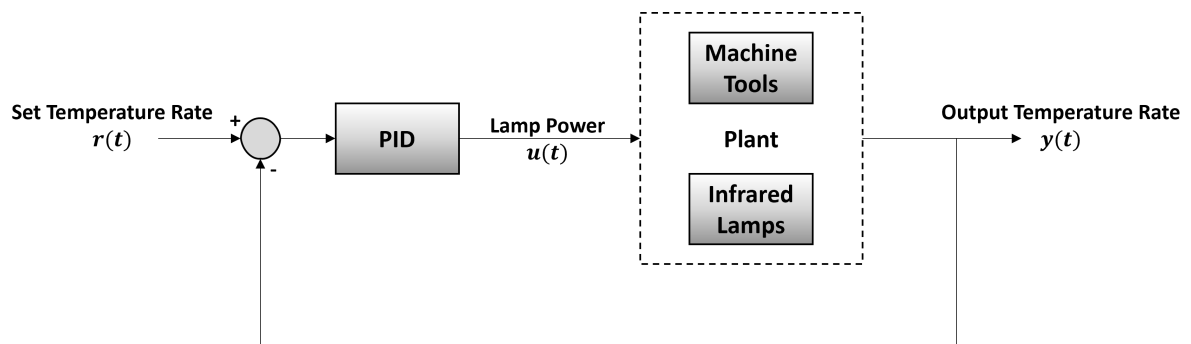 Set Temperature Rate
r(t)
+
-
PID
Lamp Power
u(t)
Machine
Tools
Plant
Infrared
Lamps
Output Temperature Rate
y(t)